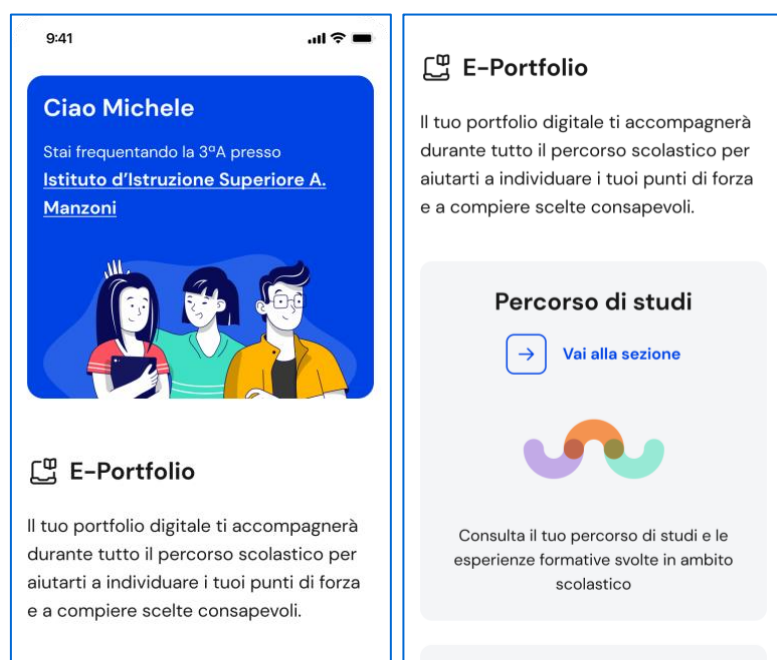 9:41
Ciao Michele
Stai frequentando la 3ªA presso
Istituto d'Istruzione Superiore A.
Manzoni
E-Portfolio
Il tuo portfolio digitale ti accompagnerà
durante tutto il percorso scolastico per
aiutarti a individuare i tuoi punti di forza
e a compiere scelte consapevoli.
E-Portfolio
Il tuo portfolio digitale ti accompagnerà
durante tutto il percorso scolastico per
aiutarti a individuare i tuoi punti di forza
e a compiere scelte consapevoli.
Percorso di studi
Vai alla sezione
Consulta il tuo percorso di studi e le
esperienze formative svolte in ambito
scolastico